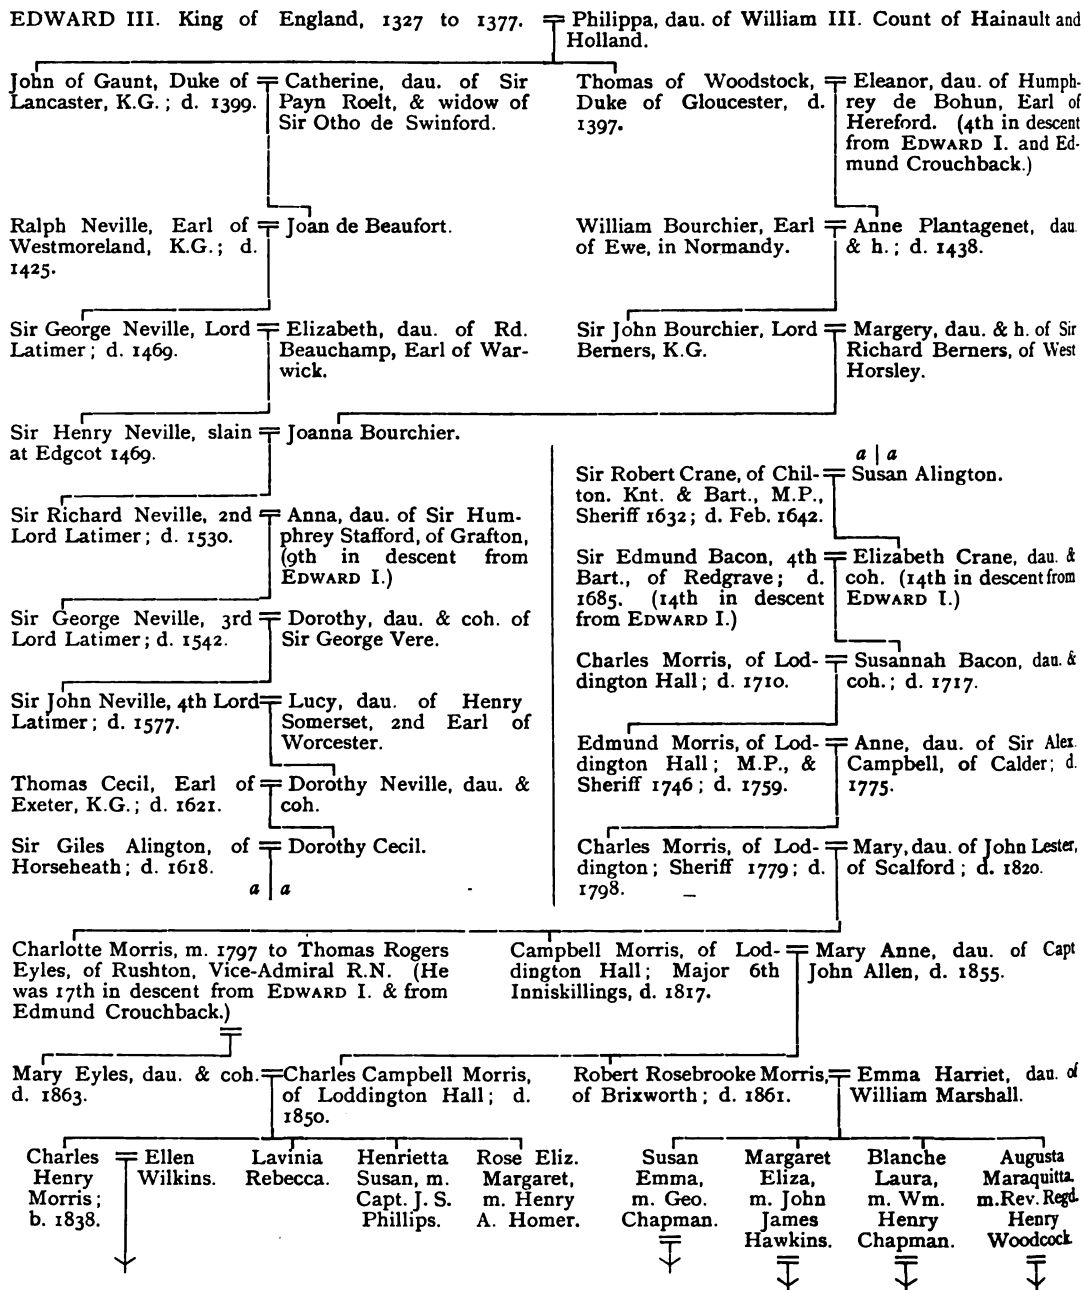 EDWARD III. King of England, 1327 to 1377.
Philippa, dau. of William III. Count of Hainault and
Holland.
John of Gaunt, Duke of
Lancaster, K.G.; d. 1399.
Catherine, dau. of Sir
Payn Roelt, & widow of
Sir Otho de Swinford.
Thomas of Woodstock,
Duke of Gloucester, d.
1397.
Eleanor, dau. of Humph-
rey de Bohun, Earl of
Hereford. (4th in descent
from EDWARD I. and Ed-
mund Crouchback.)
Ralph Neville, Earl of
Westmoreland, K.G.; d.
1425.
Joan de Beaufort.
William Bourchier, Earl
of Ewe, in Normandy.
Anne Plantagenet, dau.
& h.; d. 1438.
Sir George Neville, Lord
Latimer; d. 1469.
Elizabeth, dau. of Rd.
Beauchamp, Earl of War-
wick.
Sir John Bourchier, Lord
Berners, K.G.
Margery, dau. & h. of Sir
Richard Berners, of West
Horsley.
Sir Henry Neville, slain
at Edgcot 1469.
Joanna Bourchier.
Sir Richard Neville, 2nd
Lord Latimer; d. 1530.
Anna, dau. of Sir Hum-
phrey Stafford, of Grafton,
(9th in descent from
EDWARD I.)
Sir George Neville, 3rd
Lord Latimer; d. 1542.
Dorothy, dau. & coh. of
Sir George Vere.
Sir John Neville, 4th Lord
Latimer; d. 1577.
Lucy, dau. of Henry
Somerset, 2nd Earl of
Worcester.
Thomas Cecil, Earl of
Exeter, K.G.; d. 1621.
Dorothy Neville, dau. &
coh.
Sir Giles Alington, of
Horseheath; d. 1618.
Dorothy Cecil.
a | a
a | a
Sir Robert Crane, of Chil-
ton. Knt. & Bart., M.P.,
Sheriff 1632; d. Feb. 1642.
Susan Alington.
Sir Edmund Bacon, 4th
Bart., of Redgrave; d.
1685. (14th in descent
from EDWARD I.)
Elizabeth Crane, dau. &
coh. (14th in descent from
EDWARD I.)
Charles Morris, of Lod-
dington Hall; d. 1710.
Susannah Bacon, dau. &
coh.; d. 1717.
Edmund Morris, of Lod-
dington Hall; M.P., &
Sheriff 1746; d. 1759.
Anne, dau. of Sir Alex.
Campbell, of Calder; d.
1775.
Charles Morris, of Lod-
dington; Sheriff 1779; d.
1798.
Mary, dau. of John Lester,
of Scalford; d. 1820.
Charlotte Morris, m. 1797 to Thomas Rogers
Eyles, of Rushton, Vice-Admiral R.N. (He
was 17th in descent from EDWARD I. & from
Edmund Crouchback.)
Campbell Morris, of Lod-
dington Hall; Major 6th
Inniskillings, d. 1817.
Mary Anne, dau. of Capt
John Allen, d. 1855.
Mary Eyles, dau. & coh.
d. 1863.
Charles Campbell Morris,
of Loddington Hall; d.
1850.
Robert Rosebrooke Morris,
of Brixworth; d. 1861.
Emma Harriet, dau. of
William Marshall.
Charles
Henry
Morris;
b. 1838.
Ellen
Wilkins.
Lavinia
Rebecca.
Henrietta
Susan, m.
Capt. J. S.
Phillips.
Rose Eliz.
Margaret,
m. Henry
A. Homer.
Susan
Emma,
m. Geo.
Chapman.
Margaret
Eliza,
m. John
James
Hawkins.
Blanche
Laura,
m. Wm.
Henry
Chapman.
Augusta
Maraquitta
m. Rev. Regd.
Henry
Woodcock.